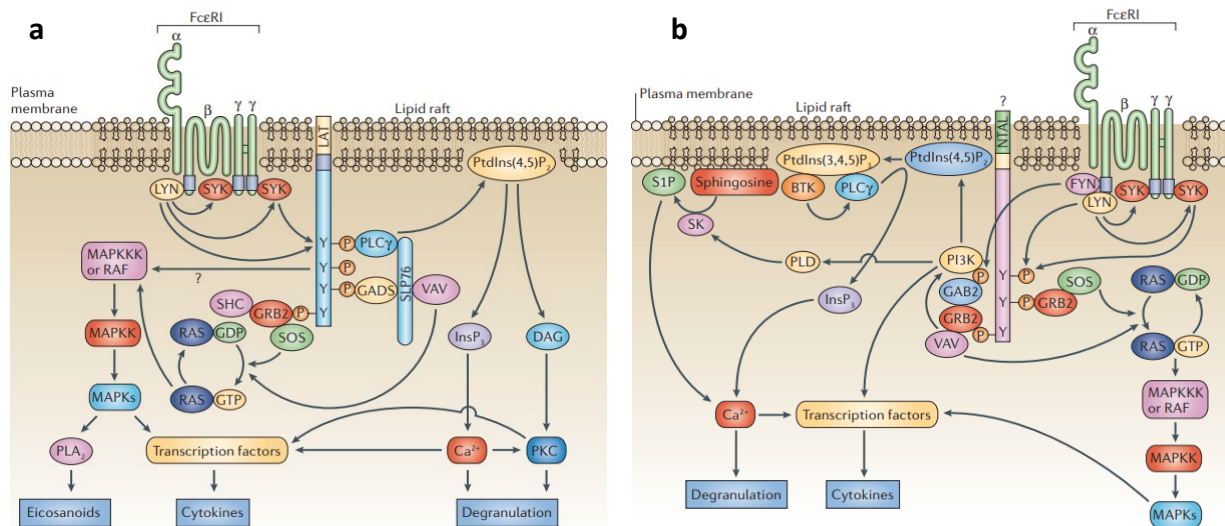 a
FcεRI
α
β
γ γ
Plasma
membrane
Lipid raft
LAT
PtdIns(4,5)P2
LYN
SYK
SYK
Y
P
PLCγ
MAPKKK
or RAF
?
Y
P
SLP76
VAV
Y
P
GADS
SHC
GRB2
P
Y
RAS
GDP
SOS
InsP3
DAG
MAPKK
RAS
GTP
MAPKs
PLA2
Transcription factors
Ca2+
PKC
Eicosanoids
Cytokines
Degranulation
b
FcεRI
α
β
γ γ
Plasma membrane
Lipid raft
?
NTAL
PtdIns(3,4,5)P3
PtdIns(4,5)P2
S1P
Sphingosine
BTK
PLCγ
FYN
LYN
SYK
SYK
SK
PLD
PI3K
P
Y
P
InsP3
GAB2
GRB2
P
Y
P
GRB2
VAV
SOS
RAS
GDP
RAS
GTP
MAPKKK
or RAF
Ca2+
Transcription factors
MAPKK
Degranulation
Cytokines
MAPKs